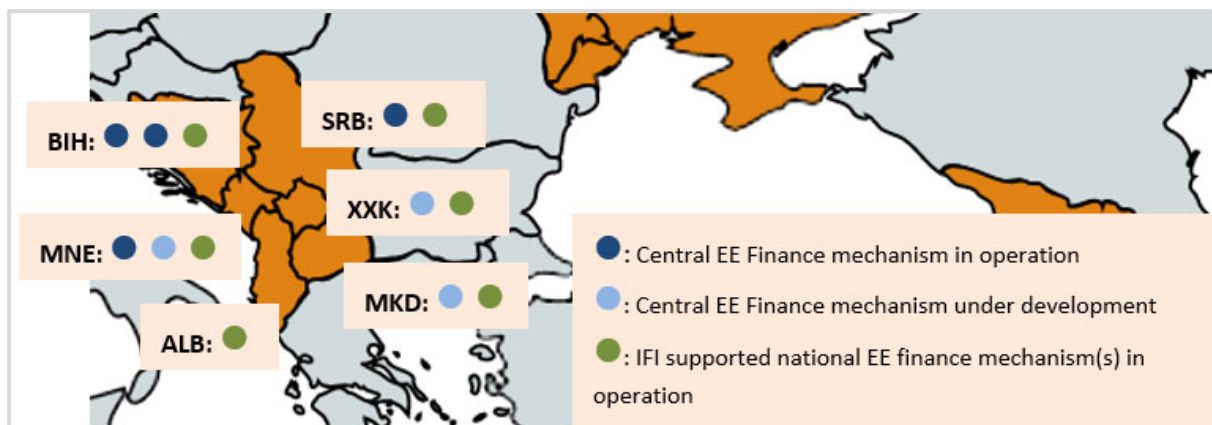 BIH:
SRB:
XXK:
MNE:
MKD:
ALB:
: Central EE Finance mechanism in operation
: Central EE Finance mechanism under development
: IFI supported national EE finance mechanism(s) in
operation